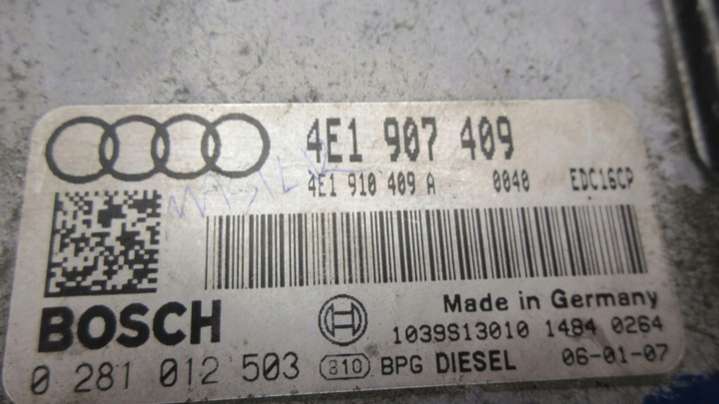 4E1 907 409
4E1 910 409 A 0040 EDC16CP
BOSCH
Made in Germany
1039S13010 1484 0264
0 281 012 503 810 BPG DIESEL 06-01-07